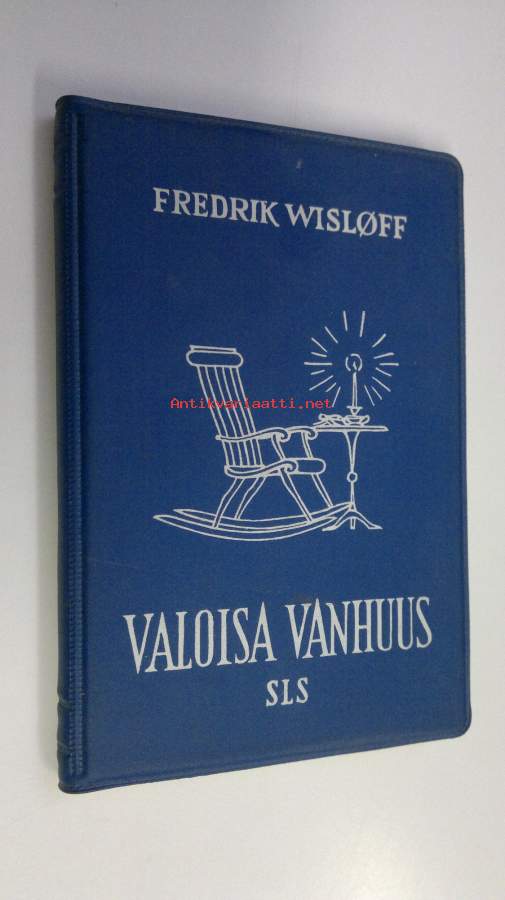 FREDRIK WISLØFF
Antikvariaatti.net
VALOISA VANHUUS
SLS